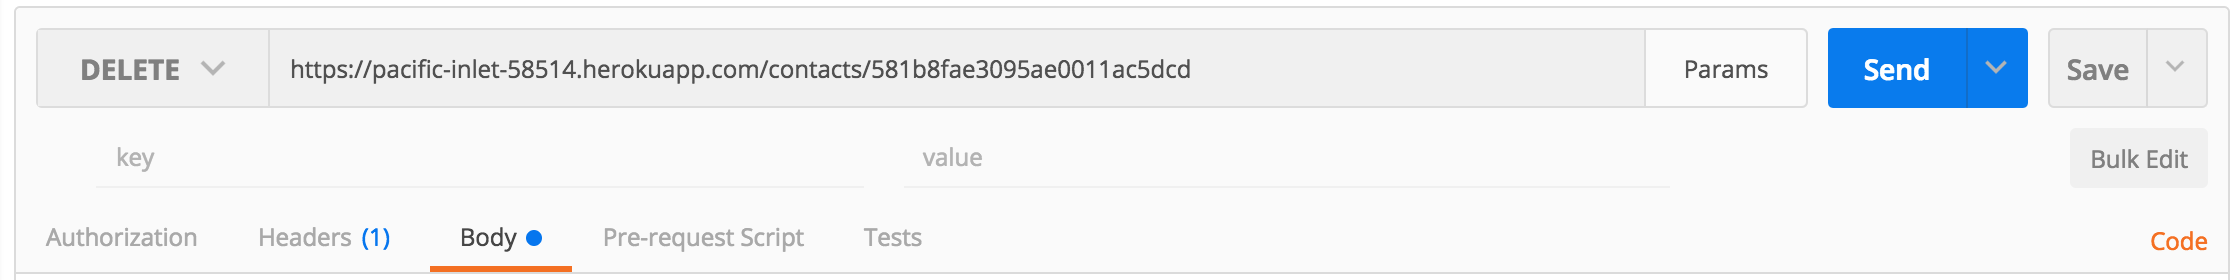 DELETE https://pacific-inlet-58514.herokuapp.com/contacts/581b8fae3095ae0011ac5dcd Params Send Save
key value Bulk Edit
Authorization Headers (1) Body Pre-request Script Tests Code